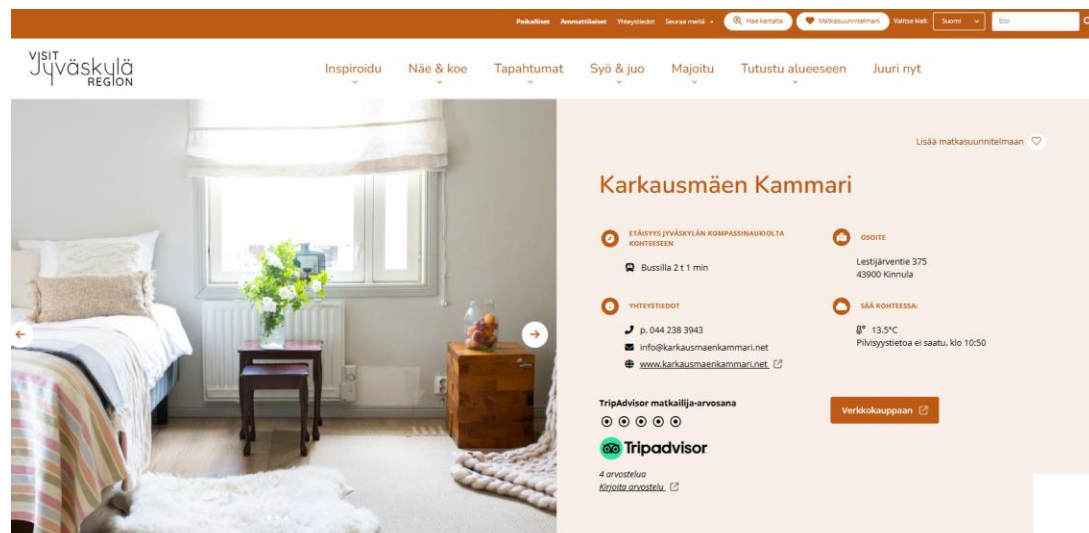 Paikalliset Ammattilaiset Yhteystiedot Seuraa meitä + Hae kartalta Matkasuunnitelmani Valitse kieli: Suomi Etsi
VISIT
Jyväskylä
REGION
Inspiroidu Näe & koe Tapahtumat Syö & juo Majoitu Tutustu alueeseen Juuri nyt
Lisää matkasuunnitelmaan
Karkausmäen Kammari
ETÄISYYS JYVÄSKYLÄN KOMPASSINAUKIOLTA
KOHTEESEEN
Bussilla 2 t 1 min
OSOITE
Lestijärventie 375
43900 Kinnula
YHTEYSTIEDOT
p. 044 238 3943
info@karkausmaenkammari.net
www.karkausmaenkammari.net
SÄÄ KOHTEESSA:
13.5°C
Pilvisyystietoa ei saatu, klo 10:50
TripAdvisor matkailija-arvosana
Tripadvisor
4 arvostelua
Kirjoita arvostelu
Verkkokauppaan